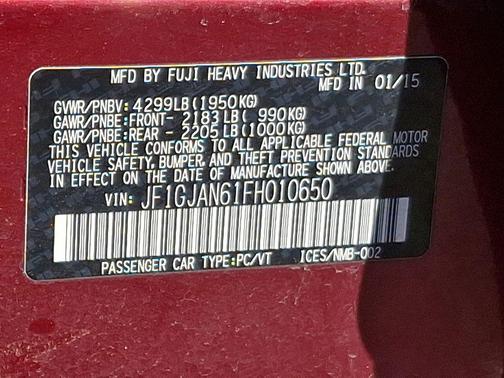 MFD BY FUJI HEAVY INDUSTRIES LTD.
MFD IN 01/15
GVWR/PNBV: 4299LB(1950KG)
GAWR/PNBE:FRONT- 2183LB( 990KG)
GAWR/PNBE:REAR - 2205LB(1000KG)
THIS VEHICLE CONFORMS TO ALL APPLICABLE FEDERAL MOTOR
VEHICLE SAFETY, BUMPER, AND THEFT PREVENTION STANDARDS
IN EFFECT ON THE DATE OF MANUFACTURE SHOWN ABOVE.
VIN: JF1GJAN61FH010650
PASSENGER CAR TYPE:PC/VT ICES/NMB-002